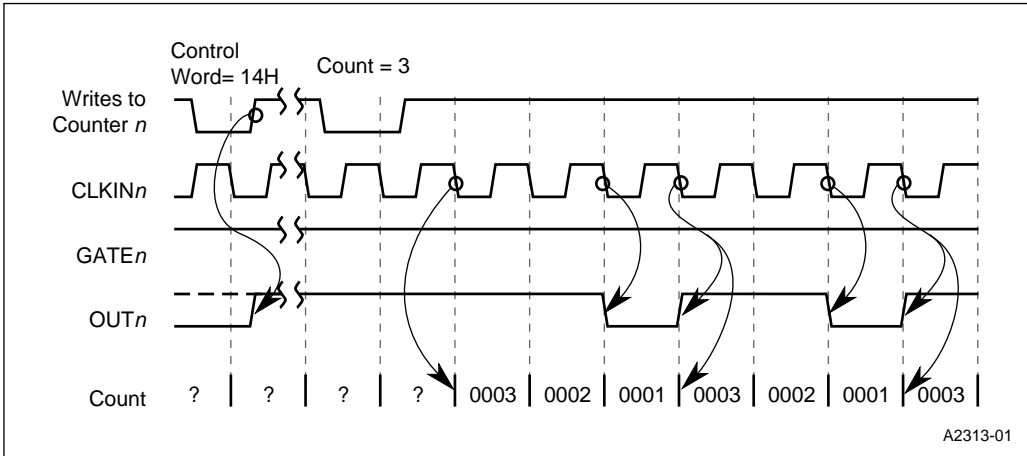 Control
Word= 14H
Count = 3
Writes to
Counter n
CLKINn
GATEn
OUTn
Count ? ? ? ? 0003 0002 0001 0003 0002 0001 0003
A2313-01